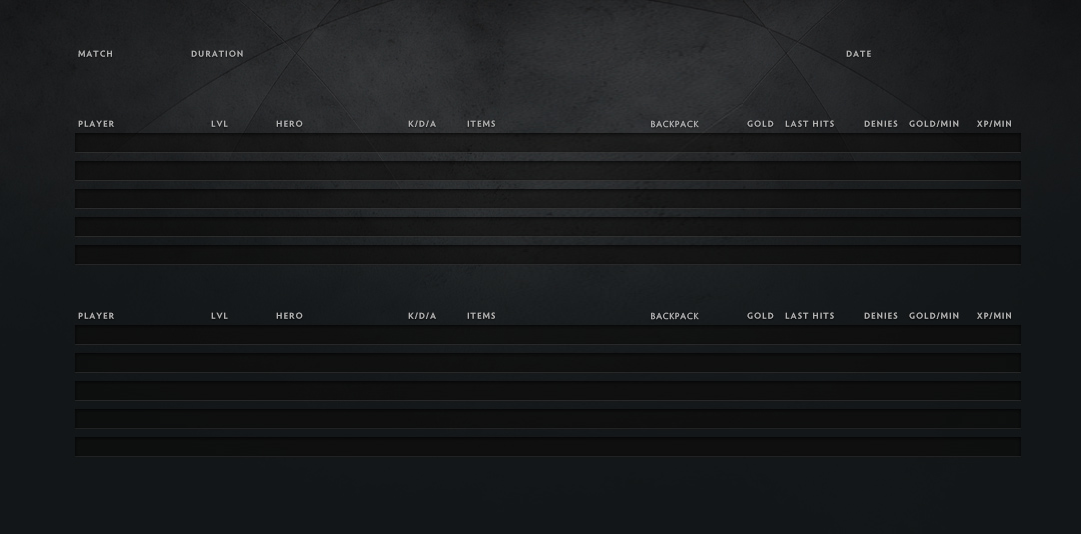 MATCH DURATION DATE
PLAYER LVL HERO K/D/A ITEMS BACKPACK GOLD LAST HITS DENIES GOLD/MIN XP/MIN
PLAYER LVL HERO K/D/A ITEMS BACKPACK GOLD LAST HITS DENIES GOLD/MIN XP/MIN